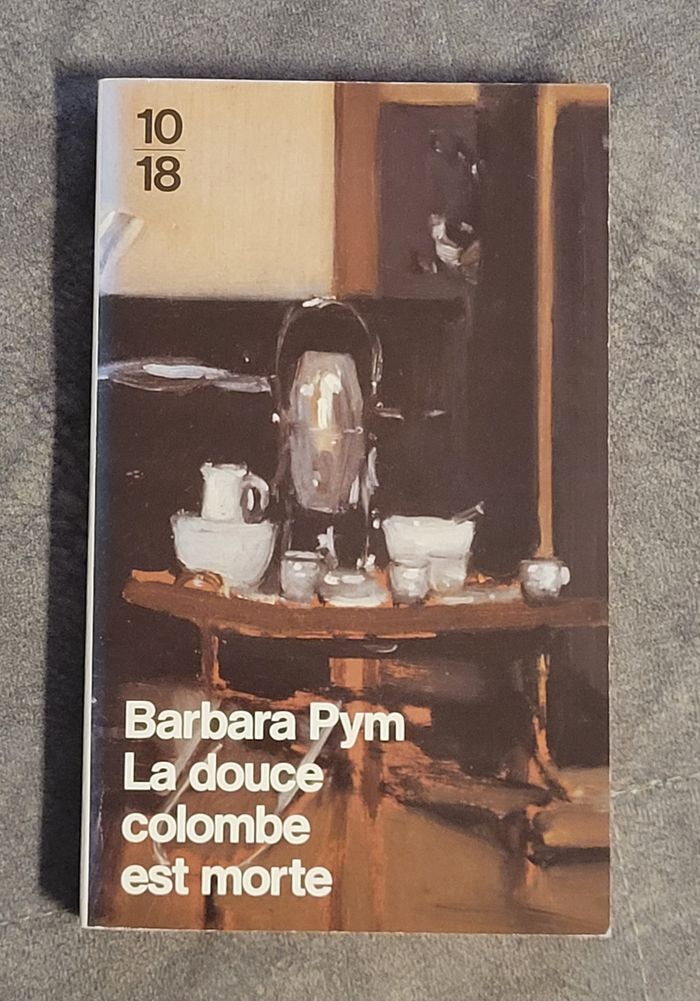 10
18
Barbara Pym
La douce
colombe
est morte